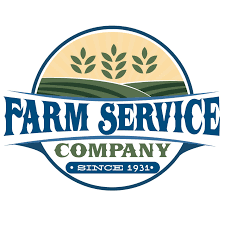 FARM SERVICE
COMPANY
• SINCE 1931 •